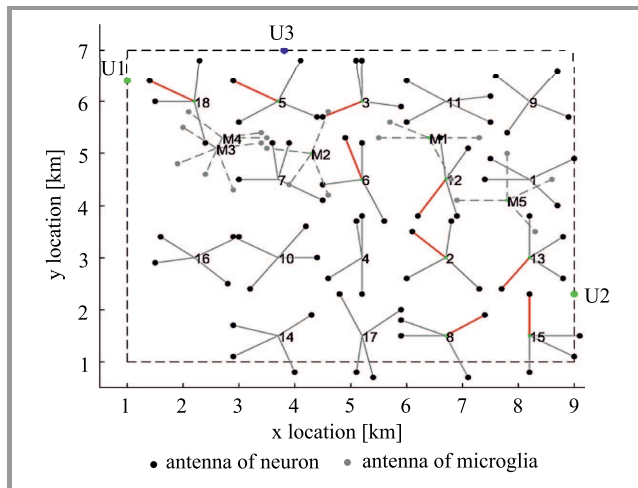 U3
7
U1
6
5
4
3
2
1
y location [km]
18
5
3
11
9
M4
M3
M2
M1
7
6
12
1
M5
16
10
4
2
13
U2
14
17
8
15
1 2 3 4 5 6 7 8 9
x location [km]
antenna of neuron antenna of microglia